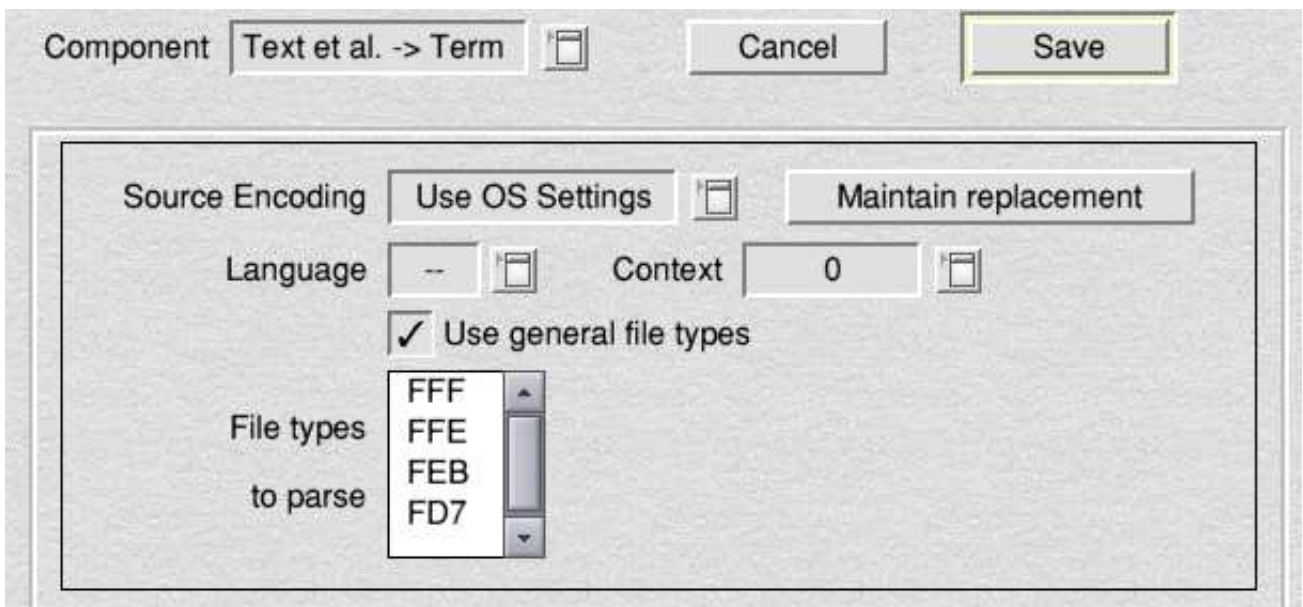 Component Text et al. -> Term Cancel Save
Source Encoding Use OS Settings Maintain replacement
Language -- Context 0
✓ Use general file types
FFF
File types FFE
FEB
to parse
FD7